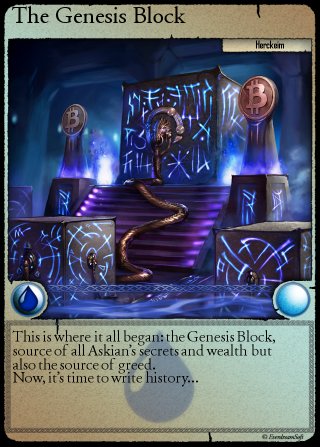 The Genesis Block
Herckeim
This is where it all began: the Genesis Block,
source of all Askian's secrets and wealth but
also the source of greed.
Now, it's time to write history...
© EverdreamSoft